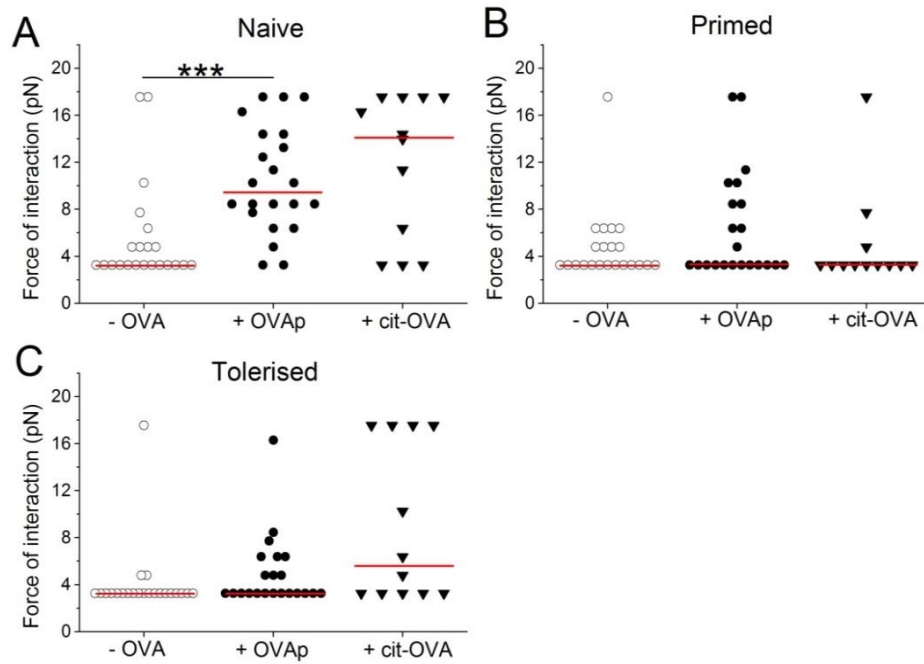 A
Naive
Force of interaction (pN)
20
16
12
8
4
0
***
- OVA
+ OVAp
+ cit-OVA
B
Primed
Force of interaction (pN)
20
16
12
8
4
0
- OVA
+ OVAp
+ cit-OVA
C
Tolerised
Force of interaction (pN)
20
16
12
8
4
0
- OVA
+ OVAp
+ cit-OVA